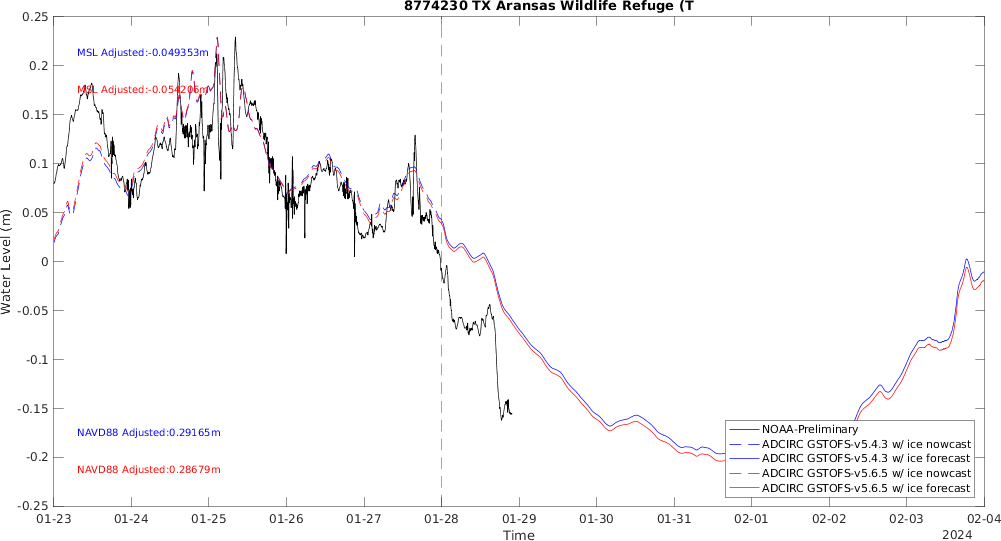 8774230 TX Aransas Wildlife Refuge (T
0.25
MSL Adjusted:-0.049353m
0.2
MSL Adjusted:-0.054206m
0.15
0.1
0.05
Water Level (m)
0
-0.05
-0.1
-0.15
NOAA-Preliminary
NAVD88 Adjusted:0.29165m
ADCIRC GSTOFS-v5.4.3 w/ ice nowcast
-0.2
ADCIRC GSTOFS-v5.4.3 w/ ice forecast
NAVD88 Adjusted:0.28679m
ADCIRC GSTOFS-v5.6.5 w/ ice nowcast
ADCIRC GSTOFS-v5.6.5 w/ ice forecast
-0.25
01-23 01-24 01-25 01-26 01-27 01-28 01-29 01-30 01-31 02-01 02-02 02-03 02-04
Time
2024